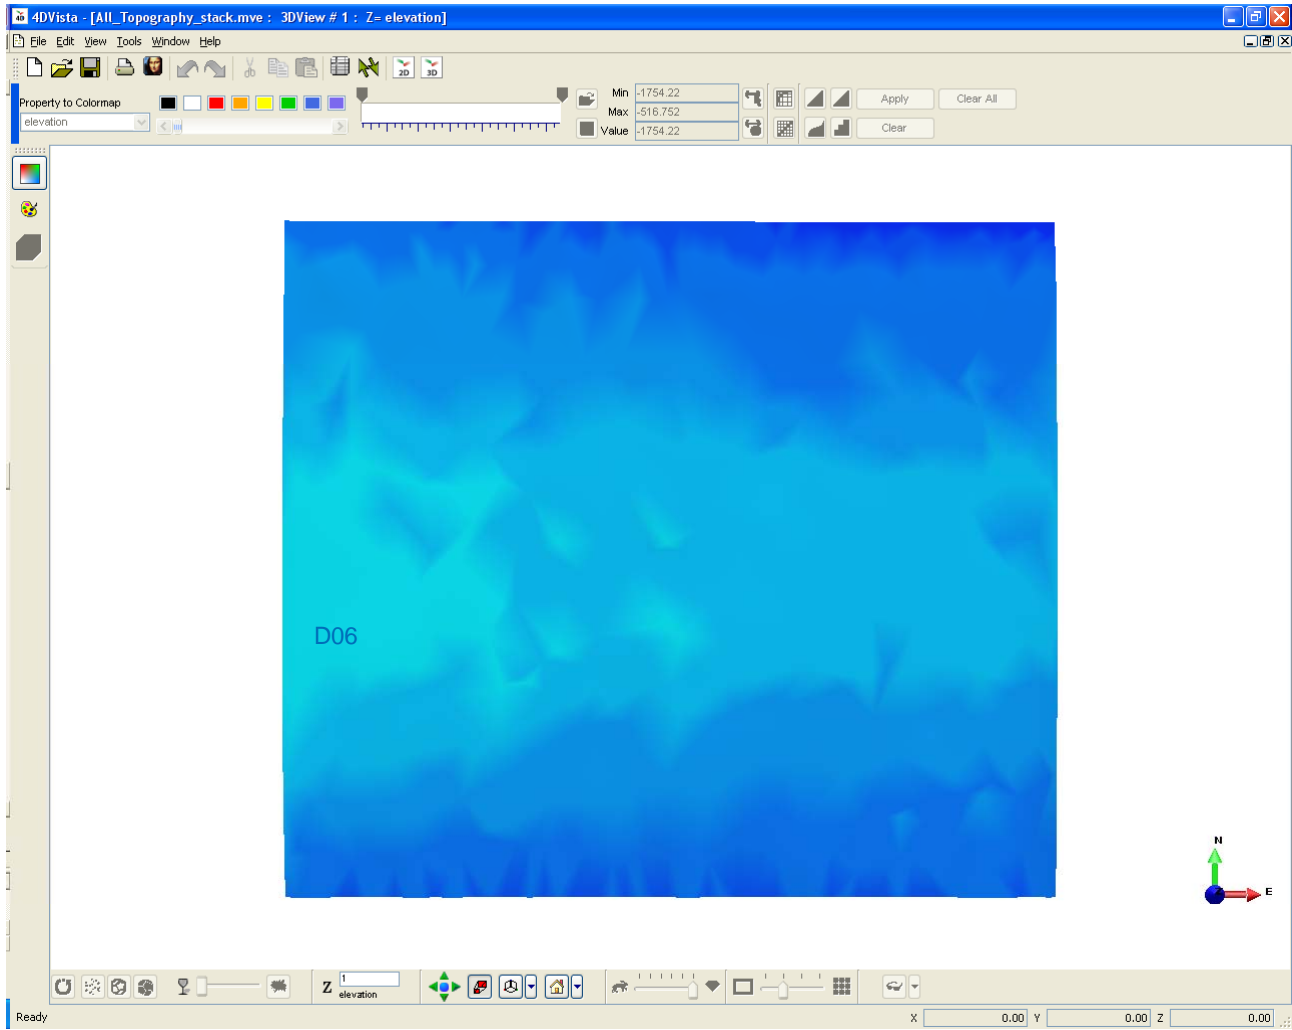 4DVista - [All_Topography_stack.mve : 3DView # 1 : Z= elevation]
File Edit View Tools Window Help
2D 3D
Property to Colormap
elevation
Min -1754.22
Max -516.752
Value -1754.22
Apply Clear All
Clear
D06
N
E
Z 1
elevation
Ready
X 0.00 Y 0.00 Z 0.00